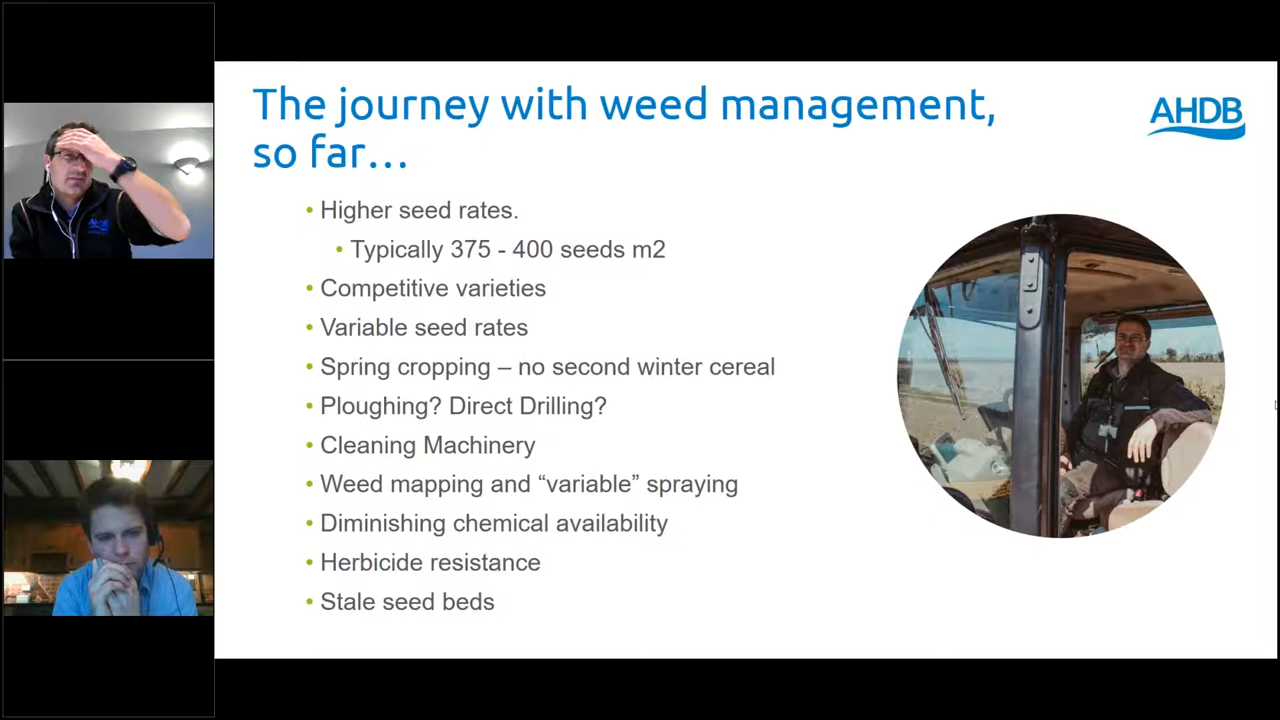 The journey with weed management,
so far…
AHDB
• Higher seed rates.
• Typically 375 - 400 seeds m2
• Competitive varieties
• Variable seed rates
• Spring cropping – no second winter cereal
• Ploughing? Direct Drilling?
• Cleaning Machinery
• Weed mapping and “variable” spraying
• Diminishing chemical availability
• Herbicide resistance
• Stale seed beds